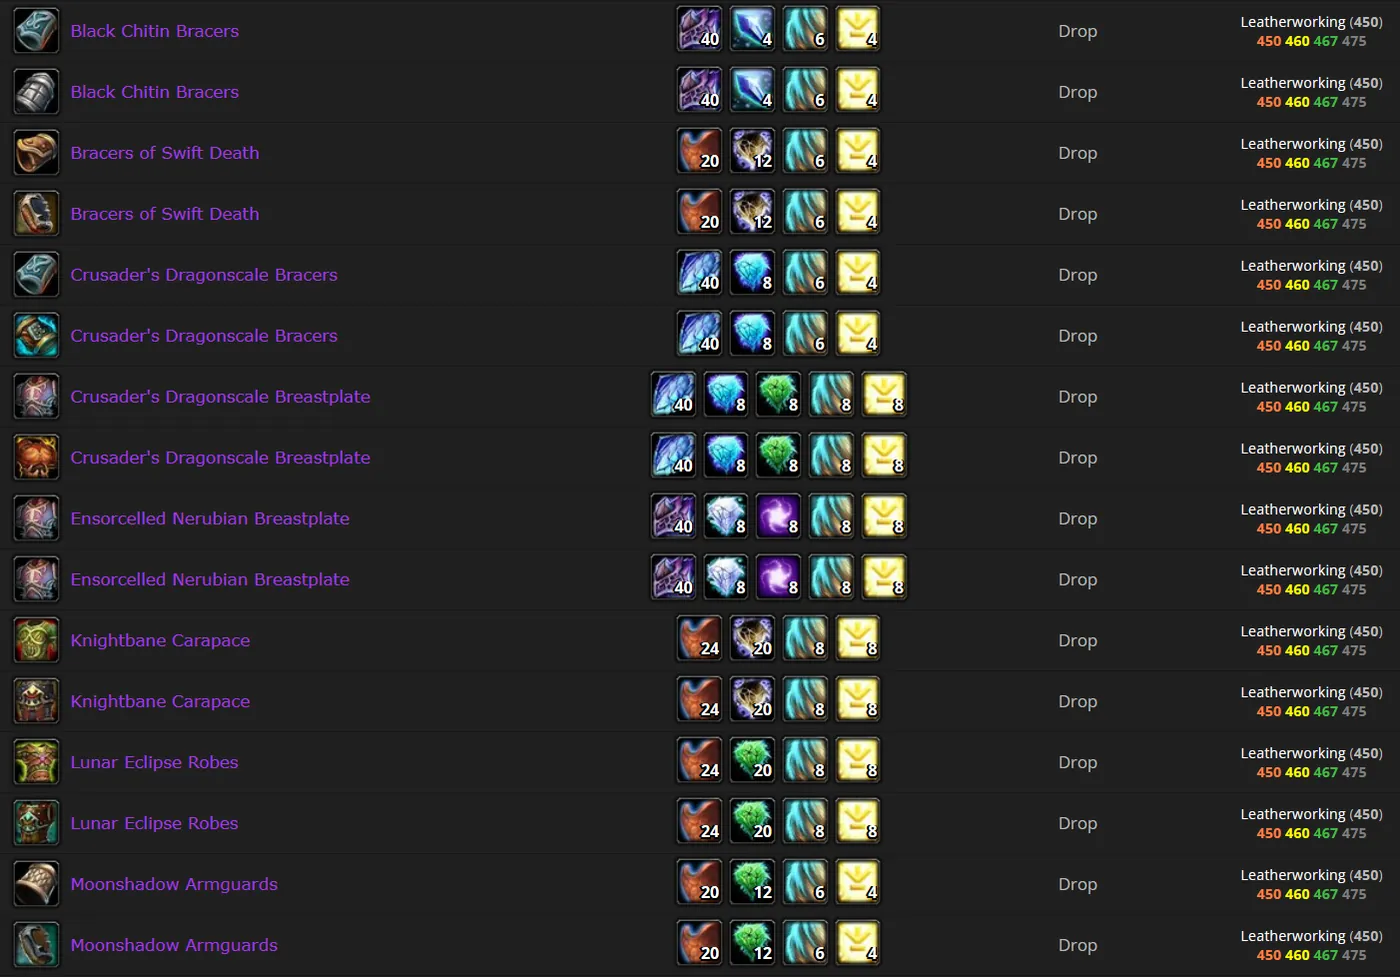 Black Chitin Bracers 40 4 6 4 Drop Leatherworking (450)
450 460 467 475
Black Chitin Bracers 40 4 6 4 Drop Leatherworking (450)
450 460 467 475
Bracers of Swift Death 20 12 6 4 Drop Leatherworking (450)
450 460 467 475
Bracers of Swift Death 20 12 6 4 Drop Leatherworking (450)
450 460 467 475
Crusader's Dragonscale Bracers 40 8 6 4 Drop Leatherworking (450)
450 460 467 475
Crusader's Dragonscale Bracers 40 8 6 4 Drop Leatherworking (450)
450 460 467 475
Crusader's Dragonscale Breastplate 40 8 8 8 8 Drop Leatherworking (450)
450 460 467 475
Crusader's Dragonscale Breastplate 40 8 8 8 8 Drop Leatherworking (450)
450 460 467 475
Ensorcelled Nerubian Breastplate 40 8 8 8 8 Drop Leatherworking (450)
450 460 467 475
Ensorcelled Nerubian Breastplate 40 8 8 8 8 Drop Leatherworking (450)
450 460 467 475
Knightbane Carapace 24 20 8 8 Drop Leatherworking (450)
450 460 467 475
Knightbane Carapace 24 20 8 8 Drop Leatherworking (450)
450 460 467 475
Lunar Eclipse Robes 24 20 8 8 Drop Leatherworking (450)
450 460 467 475
Lunar Eclipse Robes 24 20 8 8 Drop Leatherworking (450)
450 460 467 475
Moonshadow Armguards 20 12 6 4 Drop Leatherworking (450)
450 460 467 475
Moonshadow Armguards 20 12 6 4 Drop Leatherworking (450)
450 460 467 475